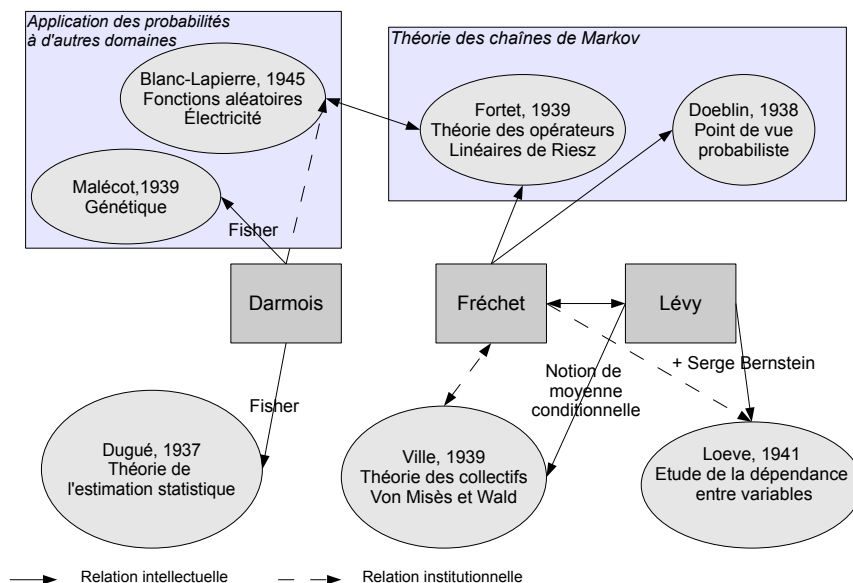 Application des probabilités
à d'autres domaines
Blanc-Lapierre, 1945
Fonctions aléatoires
Électricité
Malécot,1939
Génétique
Fisher
Théorie des chaînes de Markov
Fortet, 1939
Théorie des opérateurs
Linéaires de Riesz
Doeblin, 1938
Point de vue
probabiliste
Darmois
Fréchet
Lévy
Fisher
Notion de
moyenne
conditionnelle
+ Serge Bernstein
Dugué, 1937
Théorie de
l'estimation statistique
Ville, 1939
Théorie des collectifs
Von Misès et Wald
Loeve, 1941
Etude de la dépendance
entre variables
Relation intellectuelle
Relation institutionnelle